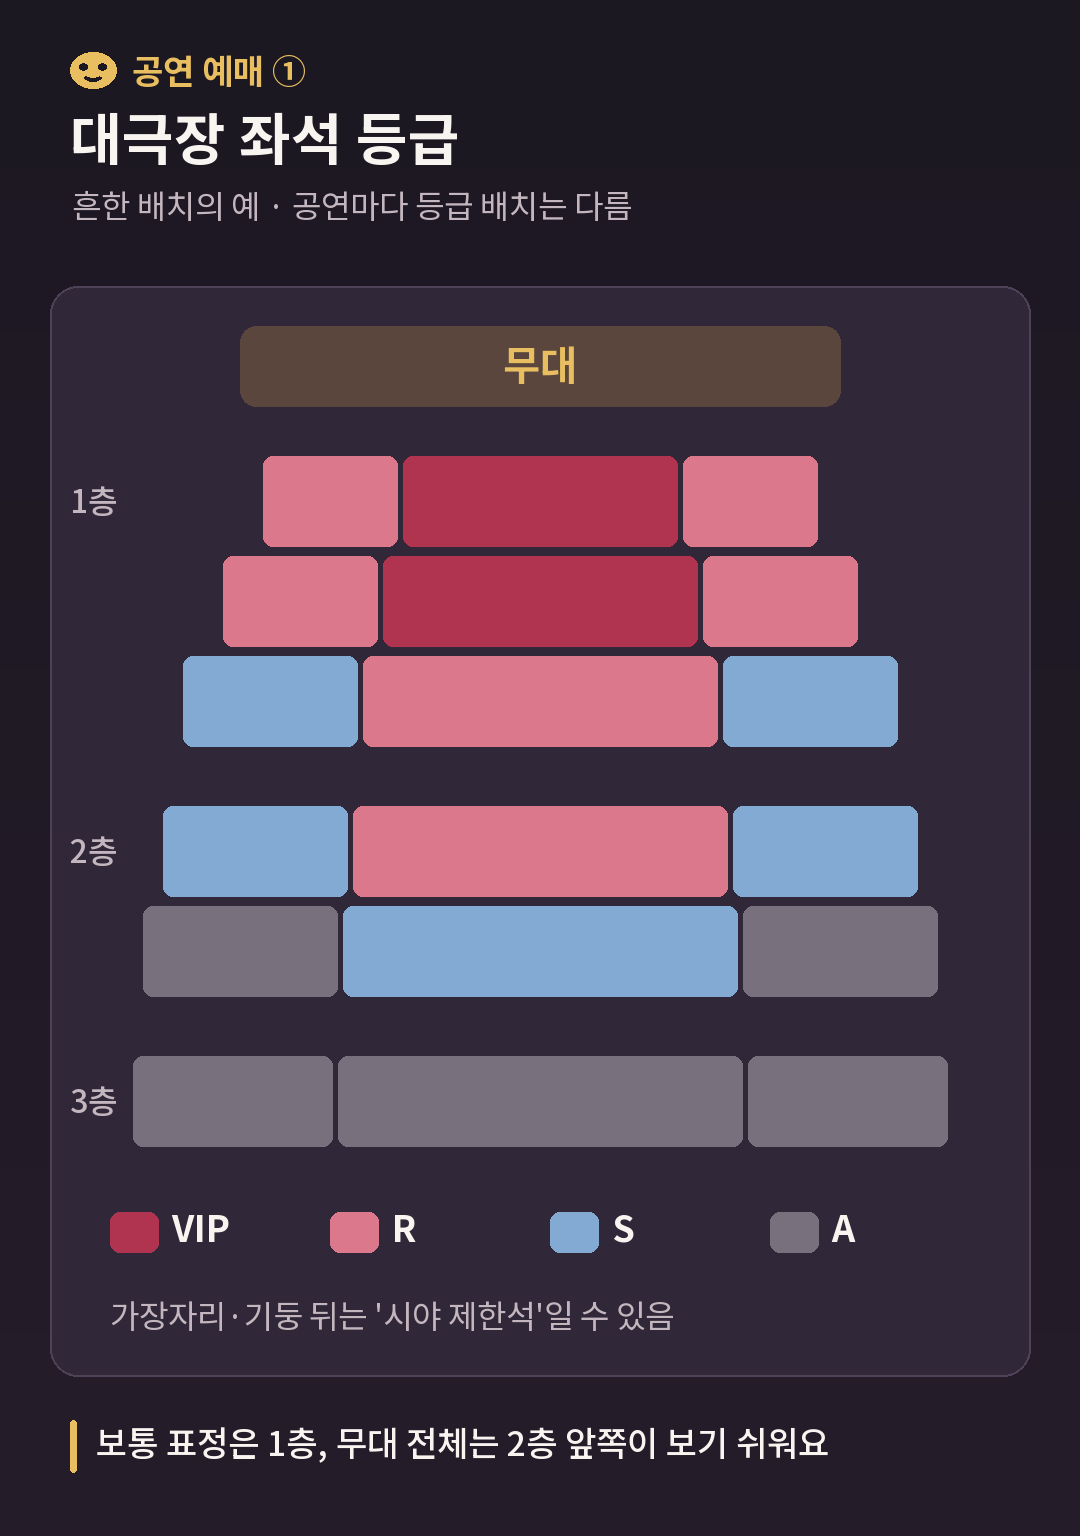 공연 예매 ①
대극장 좌석 등급
흔한 배치의 예 · 공연마다 등급 배치는 다름
무대
1층
2층
3층
VIP R S A
가장자리·기둥 뒤는 '시야 제한석'일 수 있음
보통 표정은 1층, 무대 전체는 2층 앞쪽이 보기 쉬워요